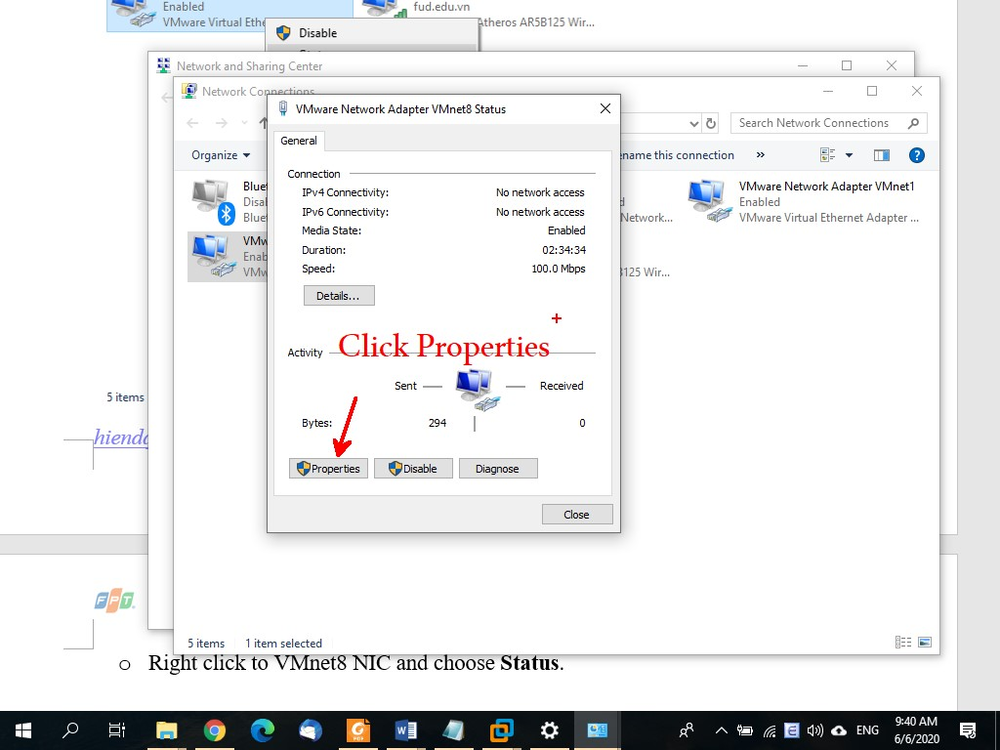 Enabled
VMware Virtual Ethe
fud.edu.vn
Atheros AR5B125 Wir...
Disable
Network and Sharing Center
Network Connections
VMware Network Adapter VMnet8 Status
Search Network Connections
General
Organize
ename this connection
»
Connection
IPv4 Connectivity: No network access
IPv6 Connectivity: No network access
Media State: Enabled
Duration: 02:34:34
Speed: 100.0 Mbps
Details...
Bluet
Disal
Bluet
VMw
Enab
VMw
d
Network...
B125 Wir...
VMware Network Adapter VMnet1
Enabled
VMware Virtual Ethernet Adapter ...
Click Properties
Activity
Sent Received
Bytes: 294 0
Properties Disable Diagnose
Close
5 items
hienda
FPT.
5 items 1 item selected
o Right click to VMnet8 NIC and choose Status.
ENG
9:40 AM
6/6/2020